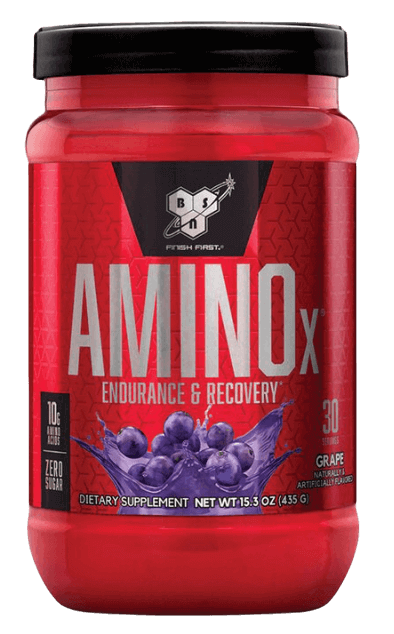 B S
N
FINISH FIRST.®
AMINOx®
ENDURANCE & RECOVERY*
10G
AMINO
ACIDS
ZERO
SUGAR
30
SERVINGS
GRAPE
NATURALLY &
ARTIFICIALLY FLAVORED
DIETARY SUPPLEMENT NET WT 15.3 OZ (435 G)